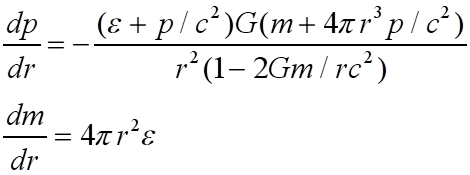 dp/dr = −(ε + p / c²)G(m + 4πr³p / c²) / r²(1− 2Gm / rc²)
dm/dr = 4πr²ε